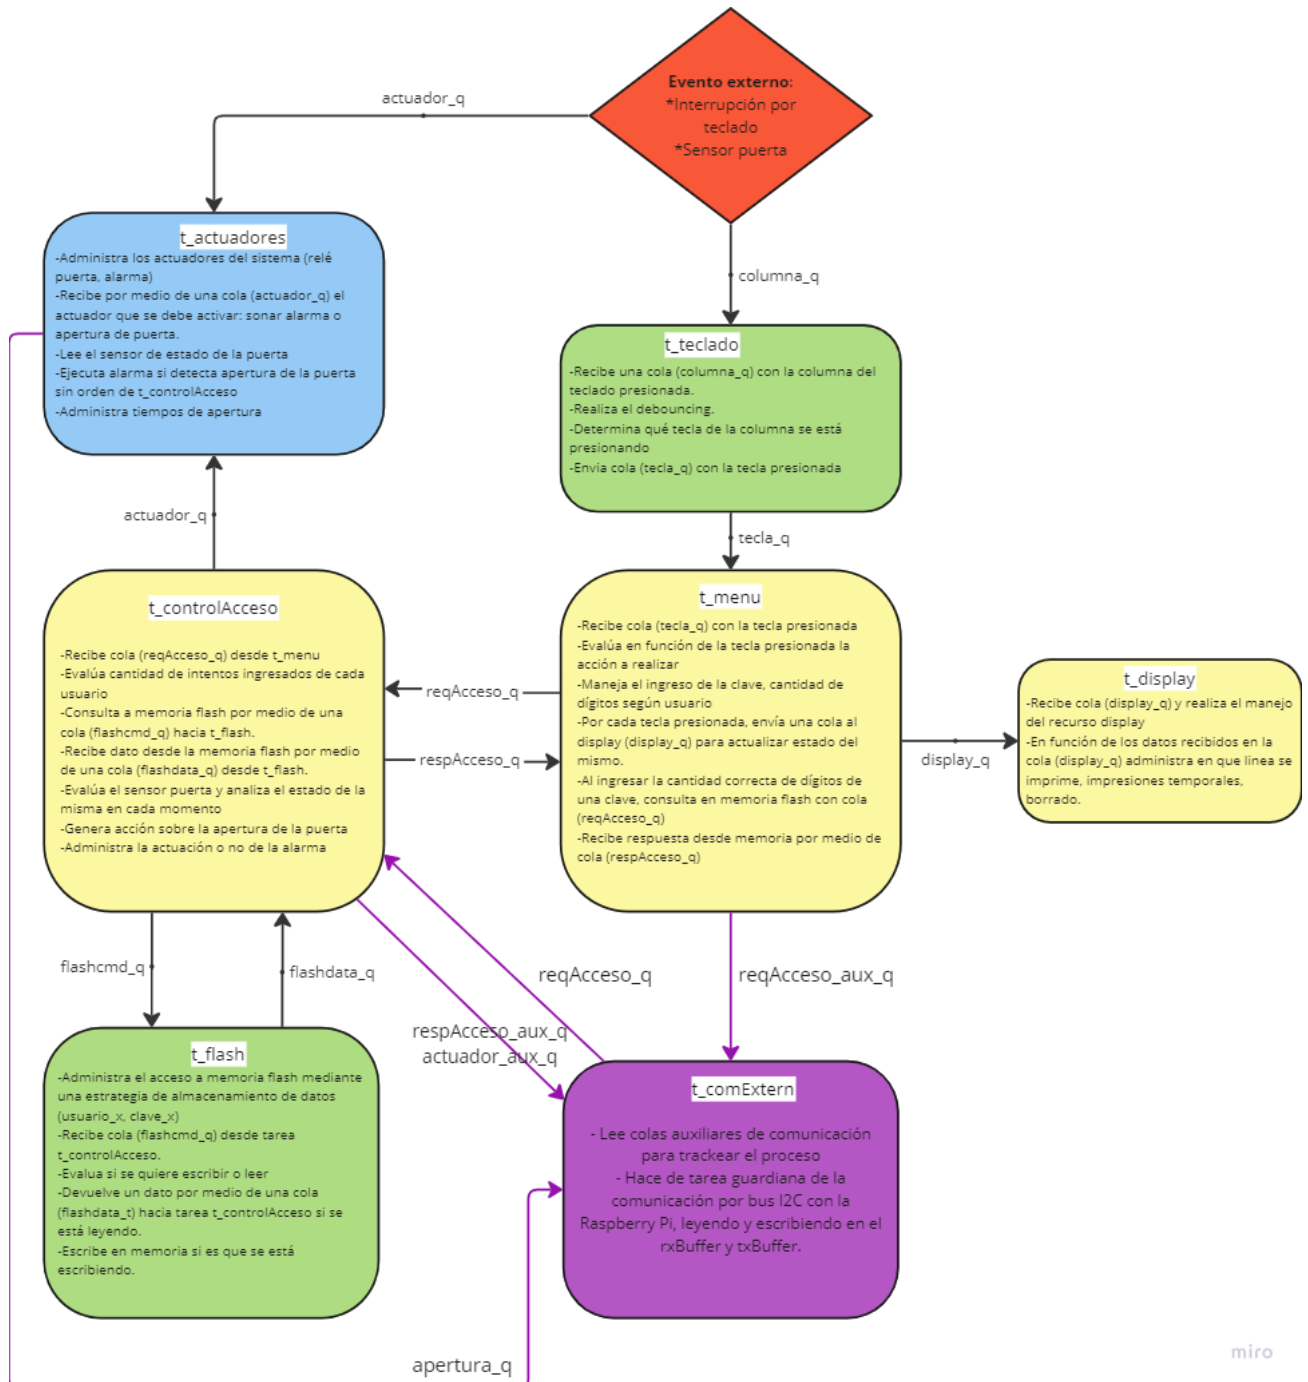 Evento externo:
*Interrupción por
teclado
*Sensor puerta
actuador_q
columna_q
t_actuadores
-Administra los actuadores del sistema (relé
puerta, alarma)
-Recibe por medio de una cola (actuador_q) el
actuador que se debe activar: sonar alarma o
apertura de puerta.
-Lee el sensor de estado de la puerta
-Ejecuta alarma si detecta apertura de la puerta
sin orden de t_controlAcceso
-Administra tiempos de apertura
t_teclado
-Recibe una cola (columna_q) con la columna del
teclado presionada.
-Realiza el debouncing.
-Determina qué tecla de la columna se está
presionando
-Envia cola (tecla_q) con la tecla presionada
actuador_q
tecla_q
t_controlAcceso
-Recibe cola (reqAcceso_q) desde t_menu
-Evalúa cantidad de intentos ingresados de cada
usuario
-Consulta a memoria flash por medio de una
cola (flashcmd_q) hacia t_flash.
-Recibe dato desde la memoria flash por medio
de una cola (flashdata_q) desde t_flash.
-Evalúa el sensor puerta y analiza el estado de la
misma en cada momento
-Genera acción sobre la apertura de la puerta
-Administra la actuación o no de la alarma
reqAcceso_q
respAcceso_q
t_menu
-Recibe cola (tecla_q) con la tecla presionada
-Evalúa en función de la tecla presionada la
acción a realizar
-Maneja el ingreso de la clave, cantidad de
dígitos según usuario
-Por cada tecla presionada, envía una cola al
display (display_q) para actualizar estado del
mismo.
-Al ingresar la cantidad correcta de dígitos de
una clave, consulta en memoria flash con cola
(reqAcceso_q)
-Recibe respuesta desde memoria por medio de
cola (respAcceso_q)
display_q
t_display
-Recibe cola (display_q) y realiza el manejo
del recurso display
-En función de los datos recibidos en la
cola (display_q) administra en que linea se
imprime, impresiones temporales,
borrado.
flashcmd_q
flashdata_q
reqAcceso_q
reqAcceso_aux_q
respAcceso_aux_q
actuador_aux_q
t_flash
-Administra el acceso a memoria flash mediante
una estrategia de almacenamiento de datos
(usuario_x, clave_x)
-Recibe cola (flashcmd_q) desde tarea
t_controlAcceso.
-Evalua si se quiere escribir o leer
-Devuelve un dato por medio de una cola
(flashdata_t) hacia tarea t_controlAcceso si se
está leyendo.
-Escribe en memoria si es que se está
escribiendo.
t_comExtern
- Lee colas auxiliares de comunicación
para trackear el proceso
- Hace de tarea guardiana de la
comunicación por bus I2C con la
Raspberry Pi, leyendo y escribiendo en el
rxBuffer y txBuffer.
apertura_q
miro